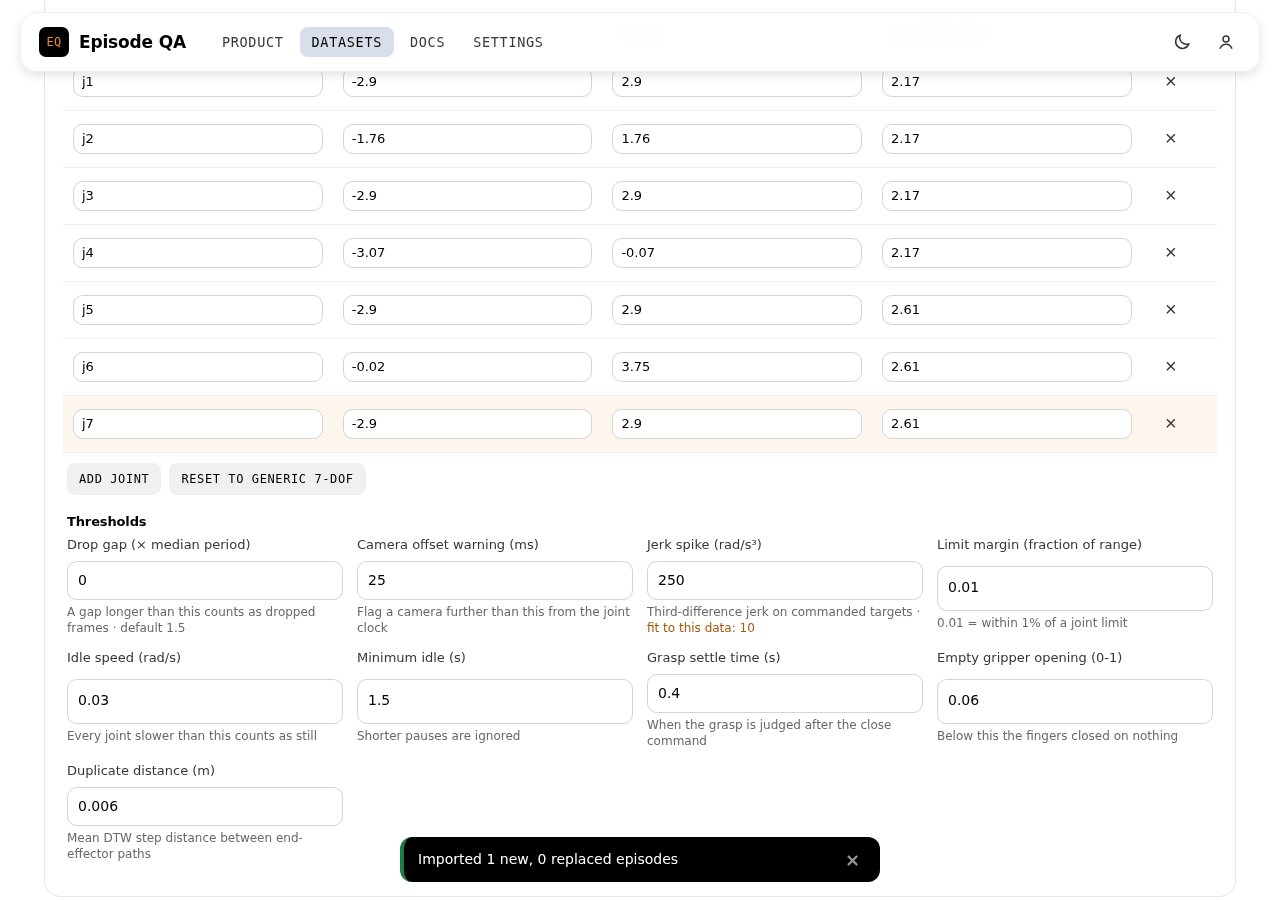 EQ Episode QA PRODUCT DATASETS DOCS SETTINGS
j1 -2.9 2.9 2.17 ×
j2 -1.76 1.76 2.17 ×
j3 -2.9 2.9 2.17 ×
j4 -3.07 -0.07 2.17 ×
j5 -2.9 2.9 2.61 ×
j6 -0.02 3.75 2.61 ×
j7 -2.9 2.9 2.61 ×
ADD JOINT RESET TO GENERIC 7-DOF
Thresholds
Drop gap (× median period)
0
A gap longer than this counts as dropped
frames · default 1.5
Camera offset warning (ms)
25
Flag a camera further than this from the joint
clock
Jerk spike (rad/s³)
250
Third-difference jerk on commanded targets ·
fit to this data: 10
Limit margin (fraction of range)
0.01
0.01 = within 1% of a joint limit
Idle speed (rad/s)
0.03
Every joint slower than this counts as still
Minimum idle (s)
1.5
Shorter pauses are ignored
Grasp settle time (s)
0.4
When the grasp is judged after the close
command
Empty gripper opening (0-1)
0.06
Below this the fingers closed on nothing
Duplicate distance (m)
0.006
Mean DTW step distance between end-
effector paths
Imported 1 new, 0 replaced episodes ×